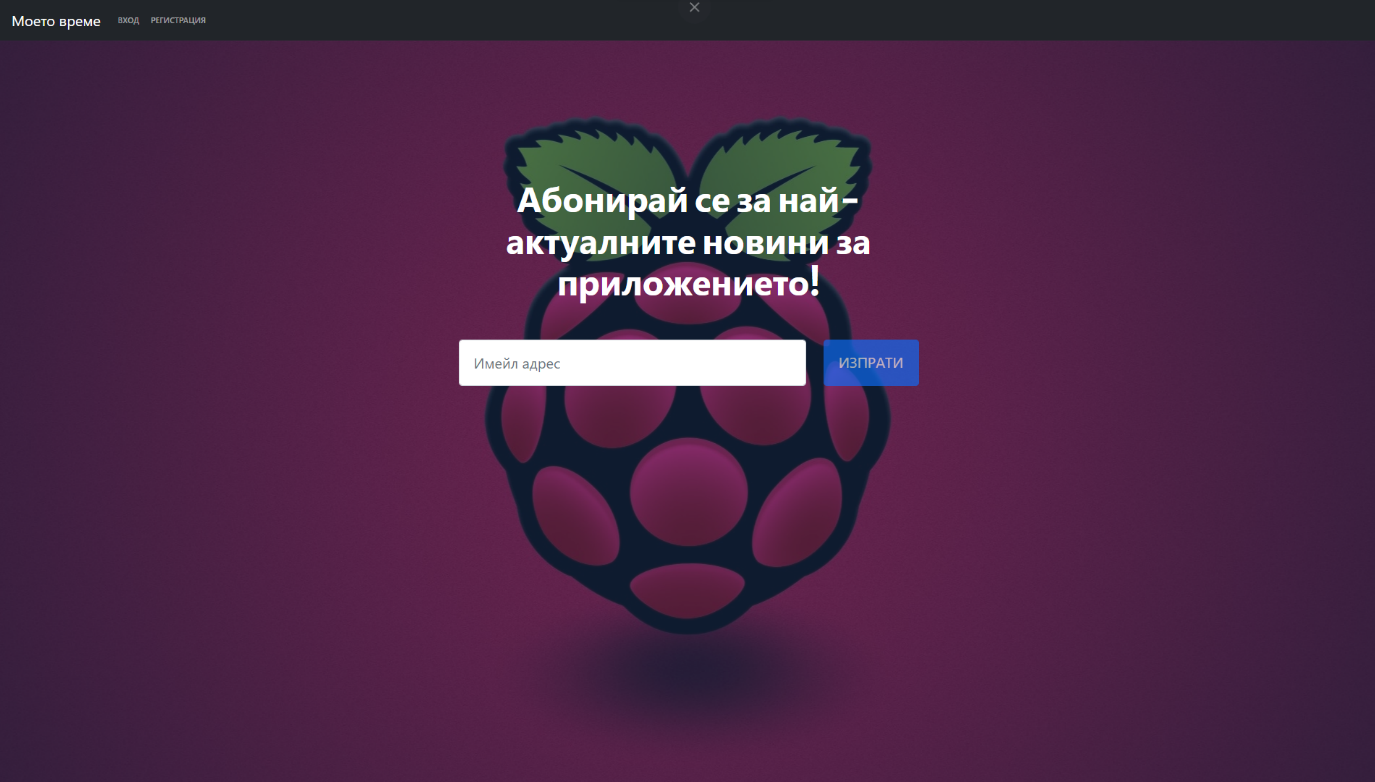 Моето време ВХОД РЕГИСТРАЦИЯ
Абонирай се за най-
актуалните новини за
приложението!
Имейл адрес ИЗПРАТИ